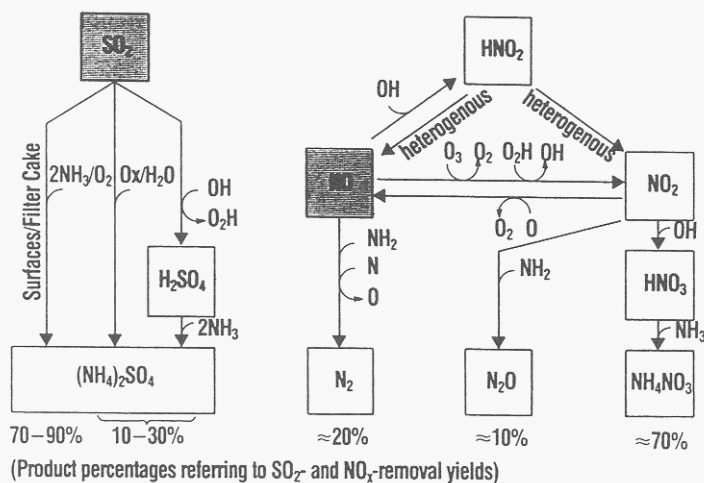 SO₂
HNO₂
OH
heterogenous
heterogenous
Surfaces/Filter Cake
2NH₃/O₂
Ox/H₂O
OH
O₂H
O₃ O₂ O₂H OH
NO
NO₂
O₂ O
OH
NH₂
N
O
NH₂
H₂SO₄
HNO₃
2NH₃
NH₃
(NH₄)₂SO₄
N₂
N₂O
NH₄NO₃
70–90%
10–30%
≈20%
≈10%
≈70%
(Product percentages referring to SO₂- and NOₓ-removal yields)